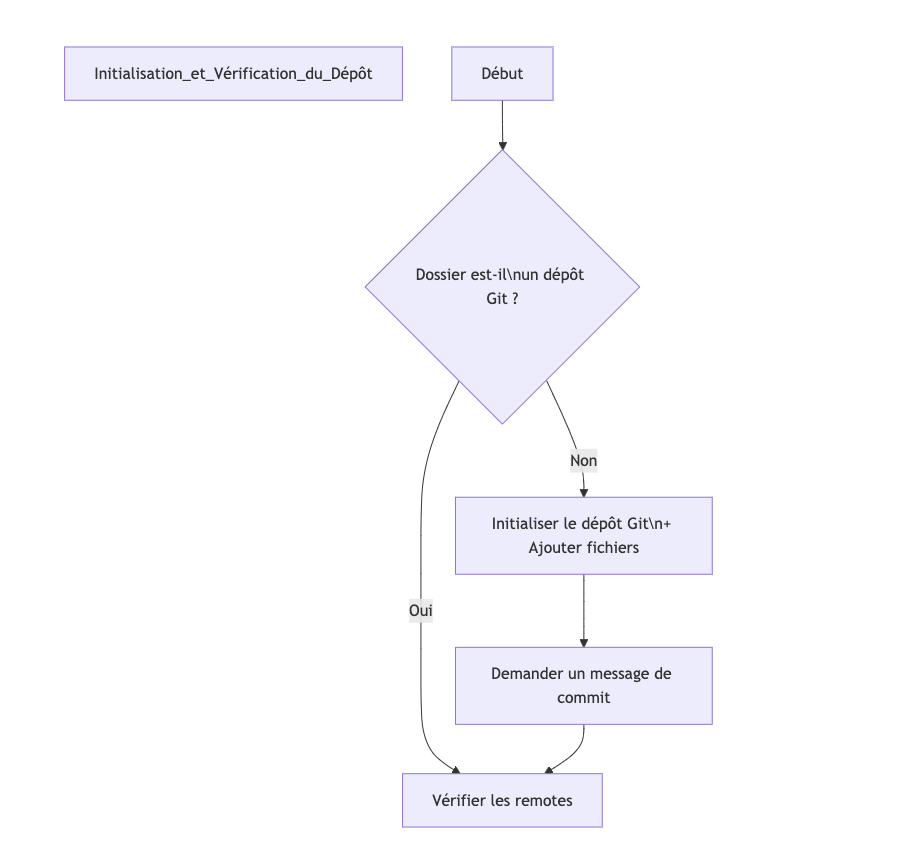 Initialisation_et_Vérification_du_Dépôt
Début
Dossier est-il\nun dépôt
Git ?
Non
Initialiser le dépôt Git\n+
Ajouter fichiers
Oui
Demander un message de
commit
Vérifier les remotes